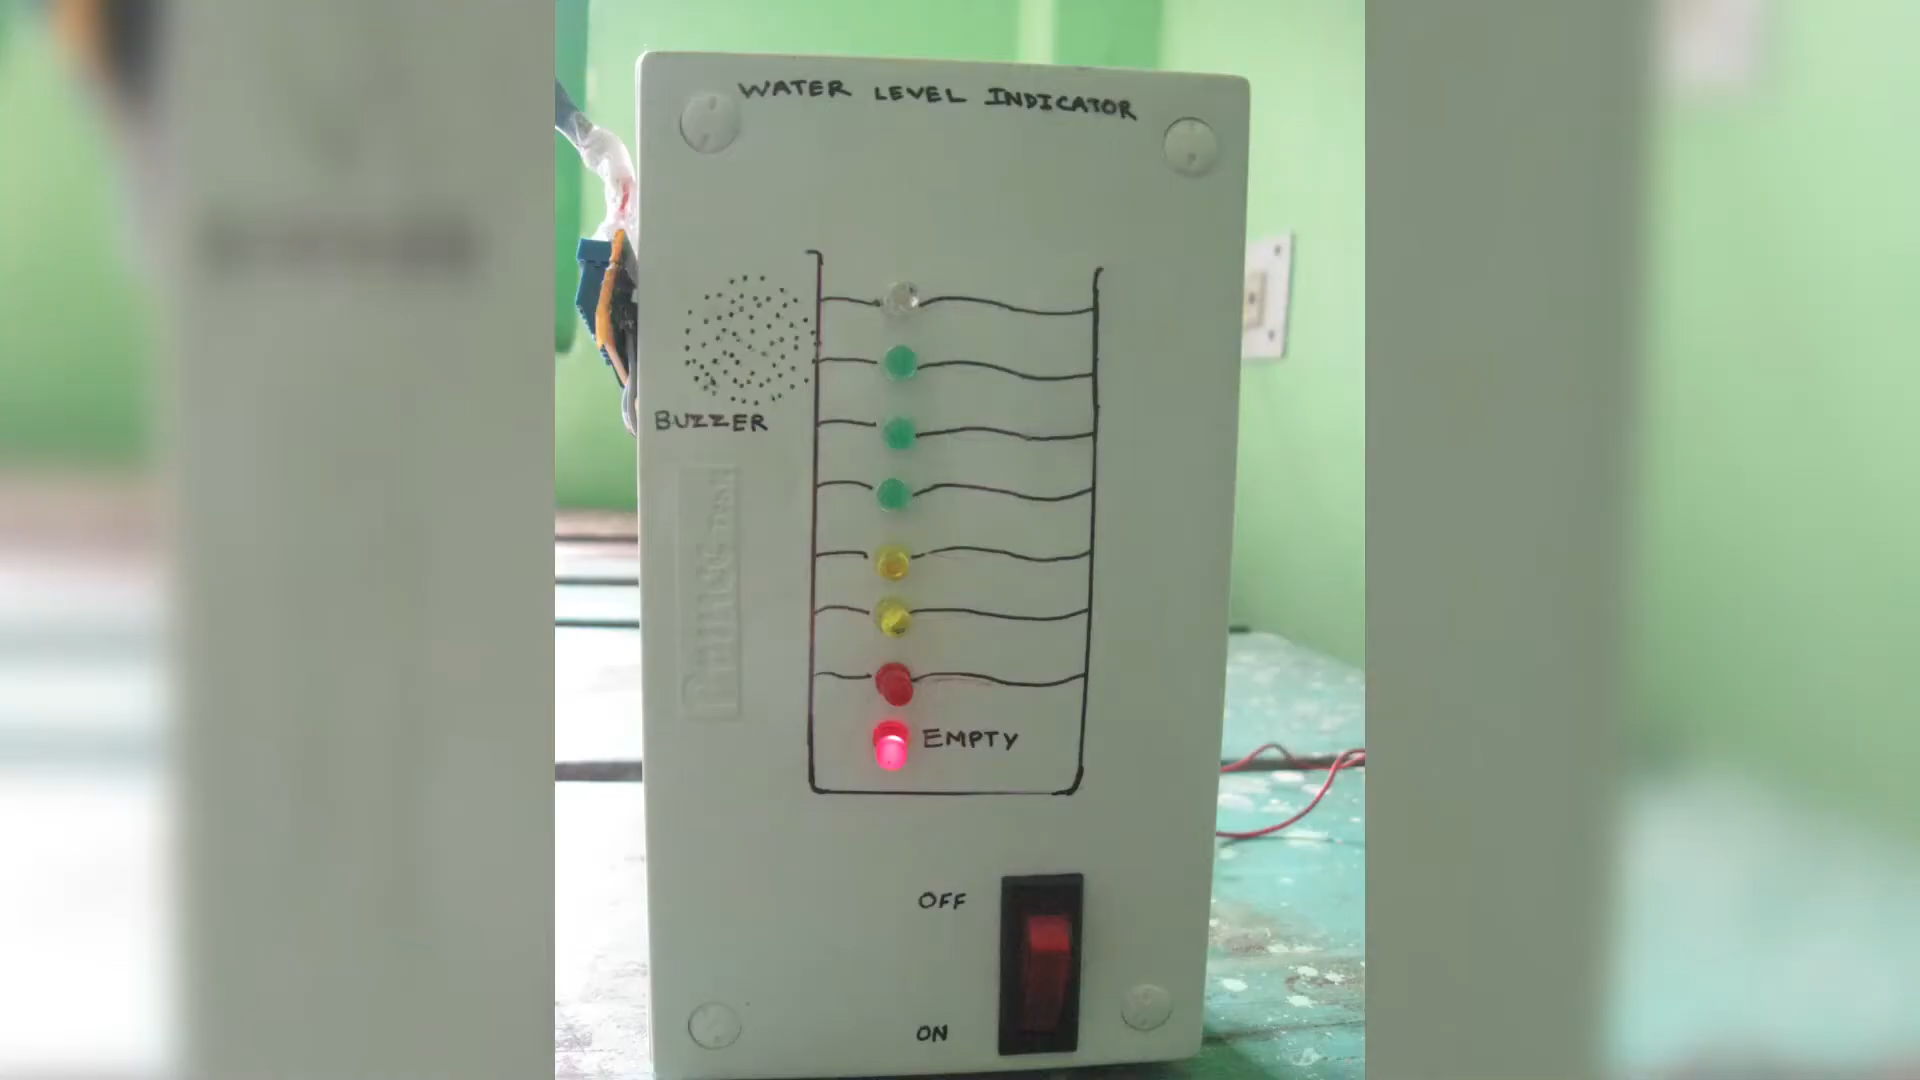 WATER LEVEL INDICATOR
BUZZER
EMPTY
OFF
ON